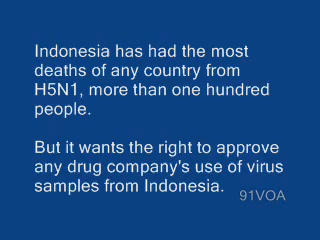 Indonesia has had the most
deaths of any country from
H5N1, more than one hundred
people.
But it wants the right to approve
any drug company's use of virus
samples from Indonesia.
91VOA